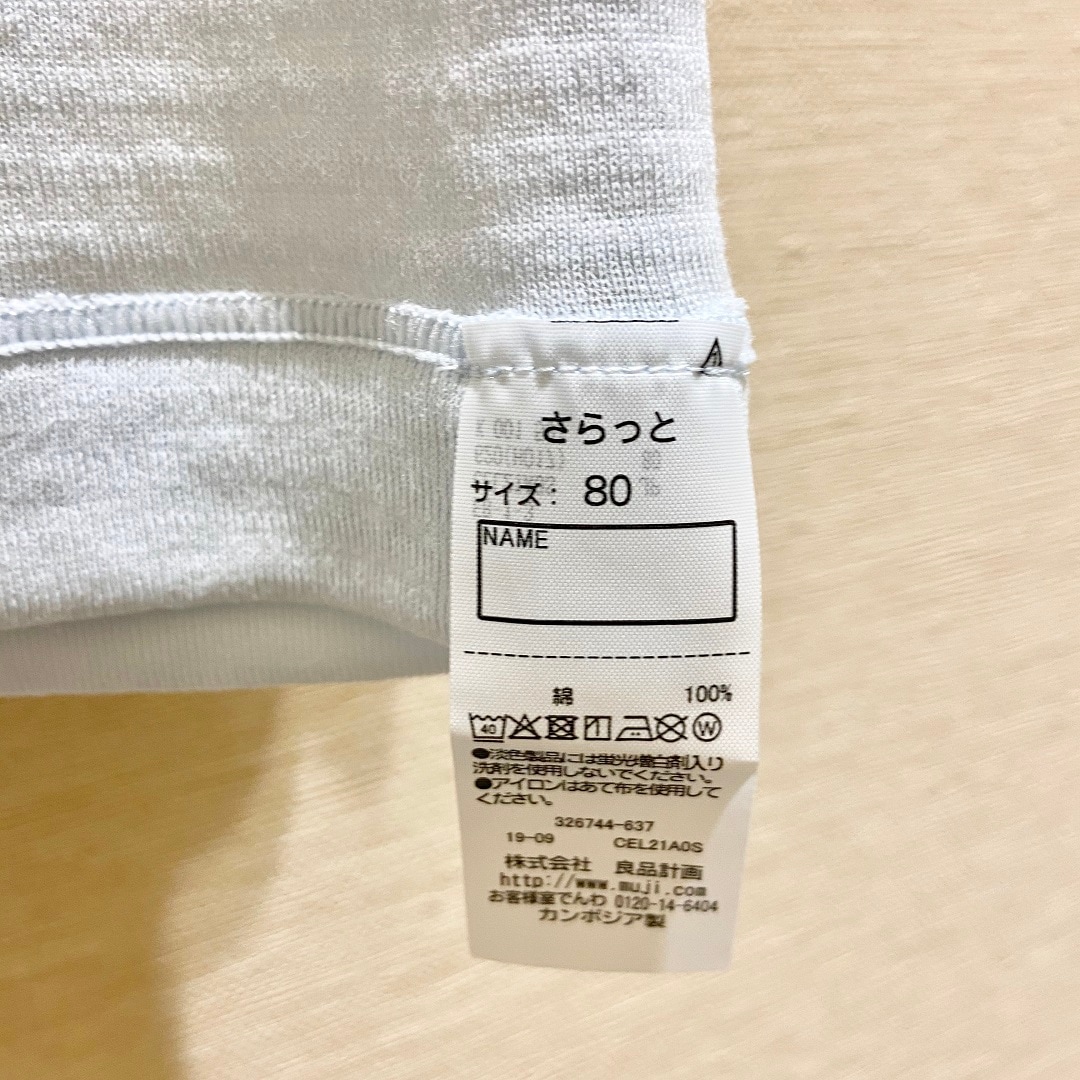 さらっと
サイズ： 80
NAME
綿 100%
40 W
●淡色製品には蛍光増白剤入り
洗剤を使用しないでください。
●アイロンはあて布を使用して
ください。
326744-637
19-09 CEL21A0S
株式会社 良品計画
http://www.muji.com
お客様室でんわ 0120-14-6404
カンボジア製